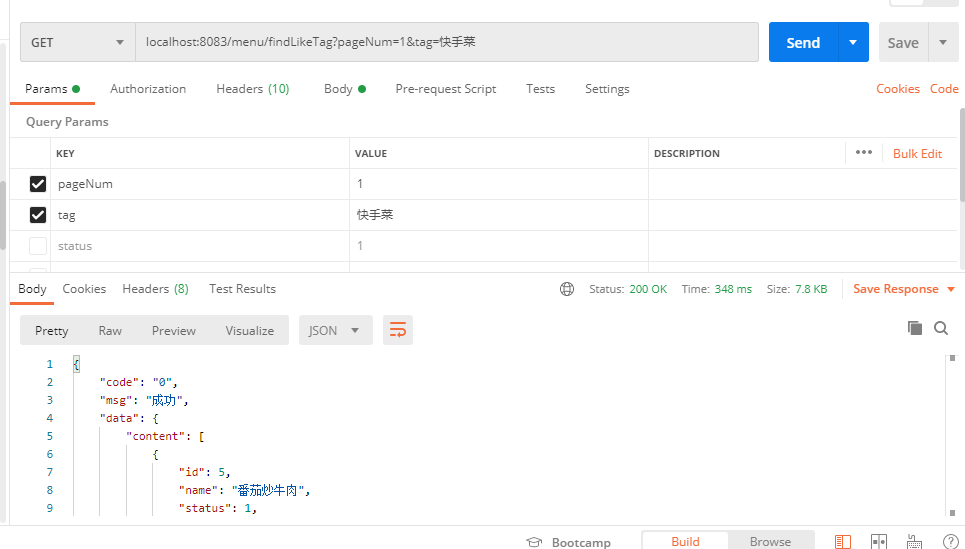 GET localhost:8083/menu/findLikeTag?pageNum=1&tag=快手菜 Send Save
Params Authorization Headers (10) Body Pre-request Script Tests Settings Cookies Code
Query Params
KEY VALUE DESCRIPTION Bulk Edit
pageNum 1
tag 快手菜
status 1
Body Cookies Headers (8) Test Results Status: 200 OK Time: 348 ms Size: 7.8 KB Save Response
Pretty Raw Preview Visualize JSON
1 {
2 "code": "0",
3 "msg": "成功",
4 "data": {
5 "content": [
6 {
7 "id": 5,
8 "name": "番茄炒牛肉",
9 "status": 1,
Bootcamp Build Browse